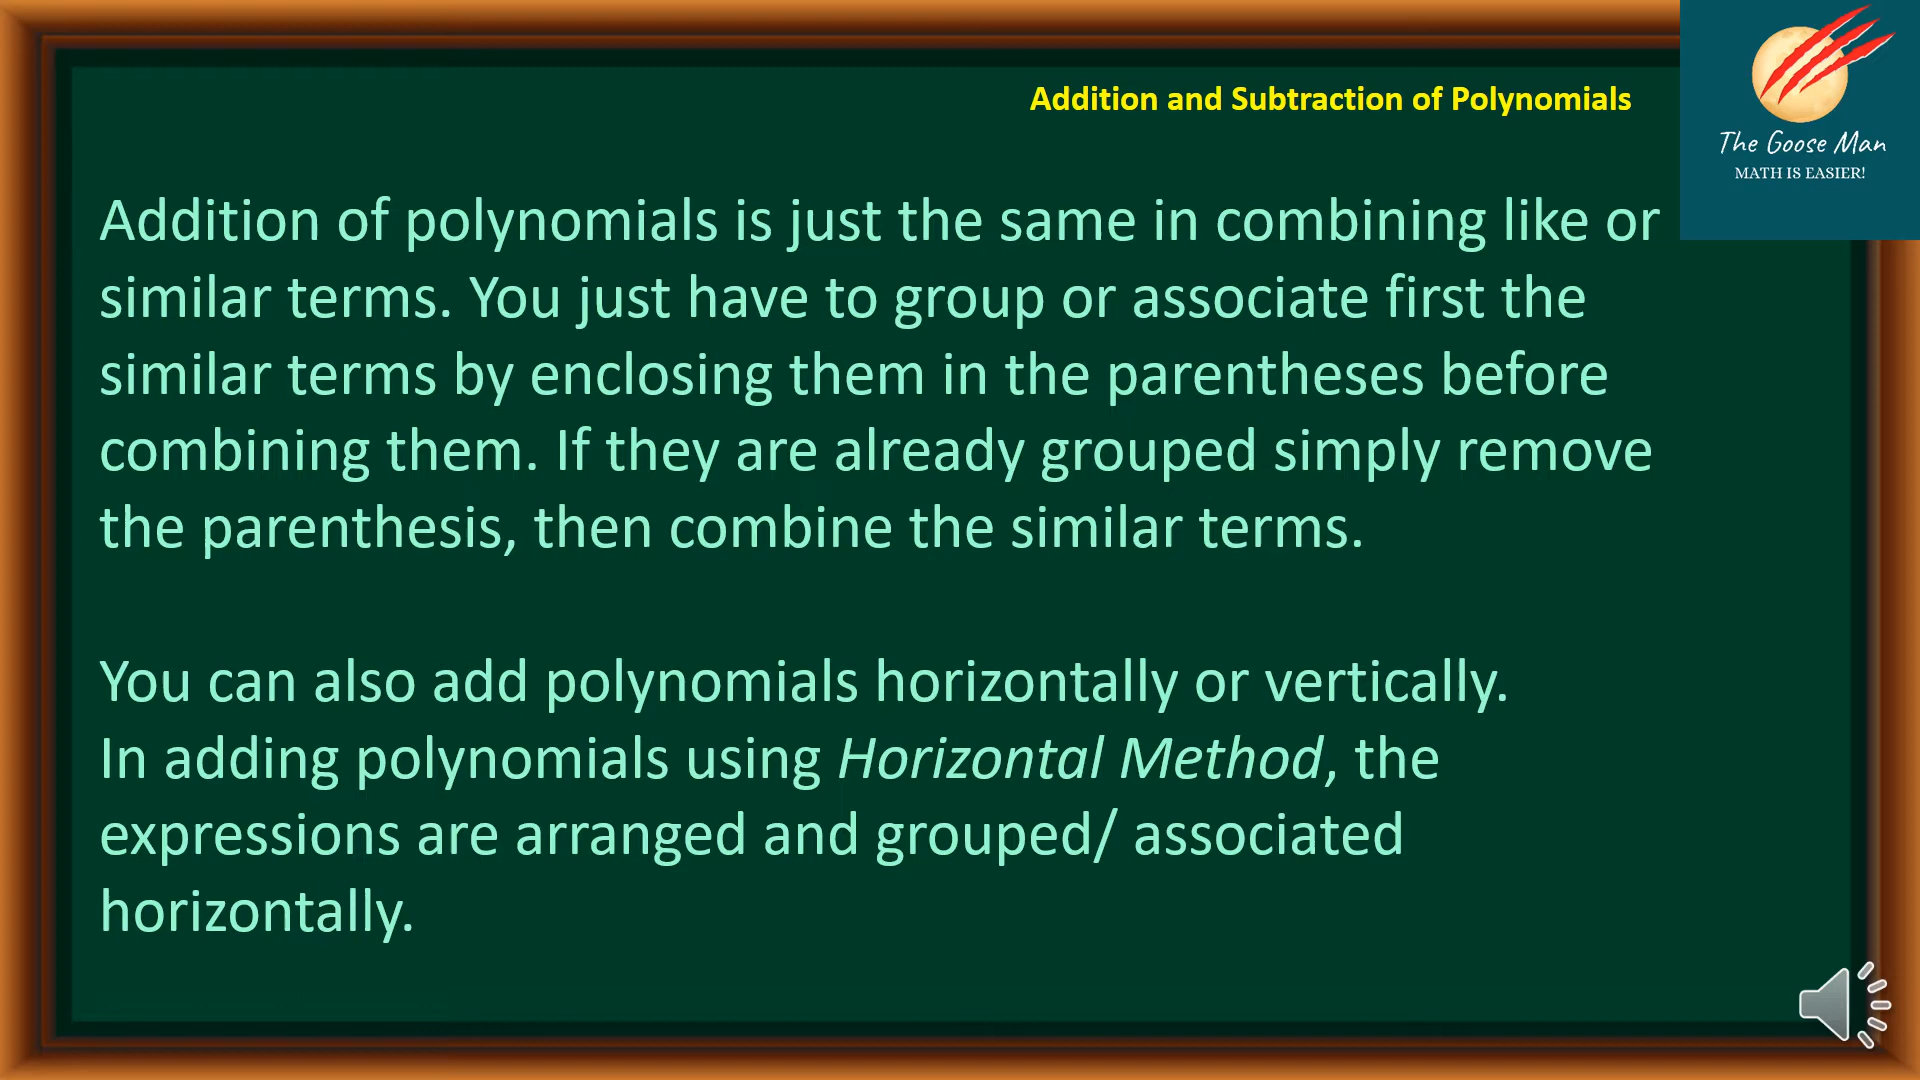 Addition and Subtraction of Polynomials
The Goose Man
MATH IS EASIER!
Addition of polynomials is just the same in combining like or
similar terms. You just have to group or associate first the
similar terms by enclosing them in the parentheses before
combining them. If they are already grouped simply remove
the parenthesis, then combine the similar terms.
You can also add polynomials horizontally or vertically.
In adding polynomials using Horizontal Method, the
expressions are arranged and grouped/ associated
horizontally.